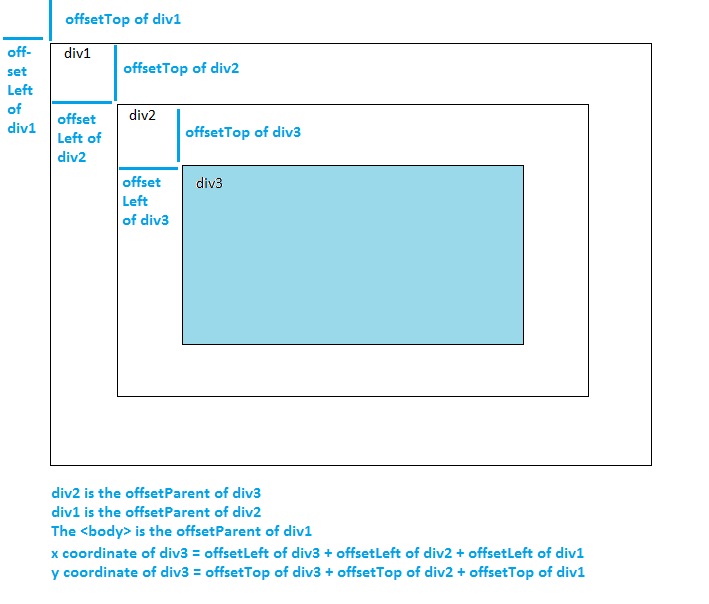 offsetTop of div1
off-
set
Left
of
div1
div1
offsetTop of div2
offset
Left of
div2
div2
offsetTop of div3
offset
Left
of div3
div3
div2 is the offsetParent of div3
div1 is the offsetParent of div2
The <body> is the offsetParent of div1
x coordinate of div3 = offsetLeft of div3 + offsetLeft of div2 + offsetLeft of div1
y coordinate of div3 = offsetTop of div3 + offsetTop of div2 + offsetTop of div1